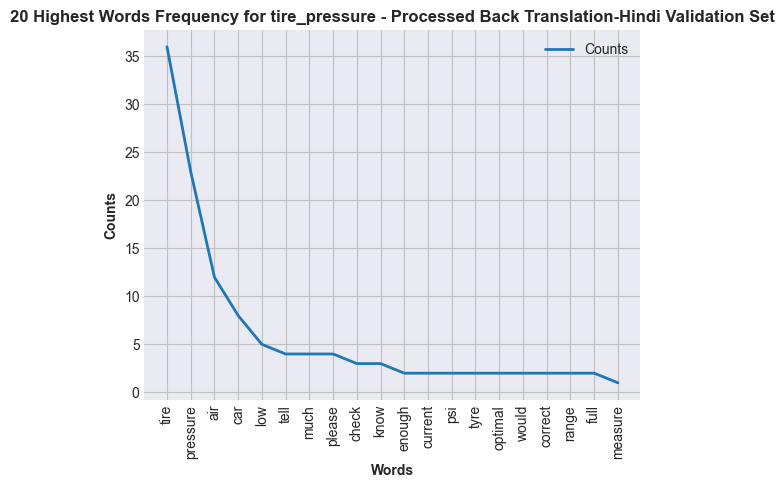 20 Highest Words Frequency for tire_pressure - Processed Back Translation-Hindi Validation Set
Counts
Counts
35
30
25
20
15
10
5
0
tire
pressure
air
car
low
tell
much
please
check
know
enough
current
psi
tyre
optimal
would
correct
range
full
measure
Words